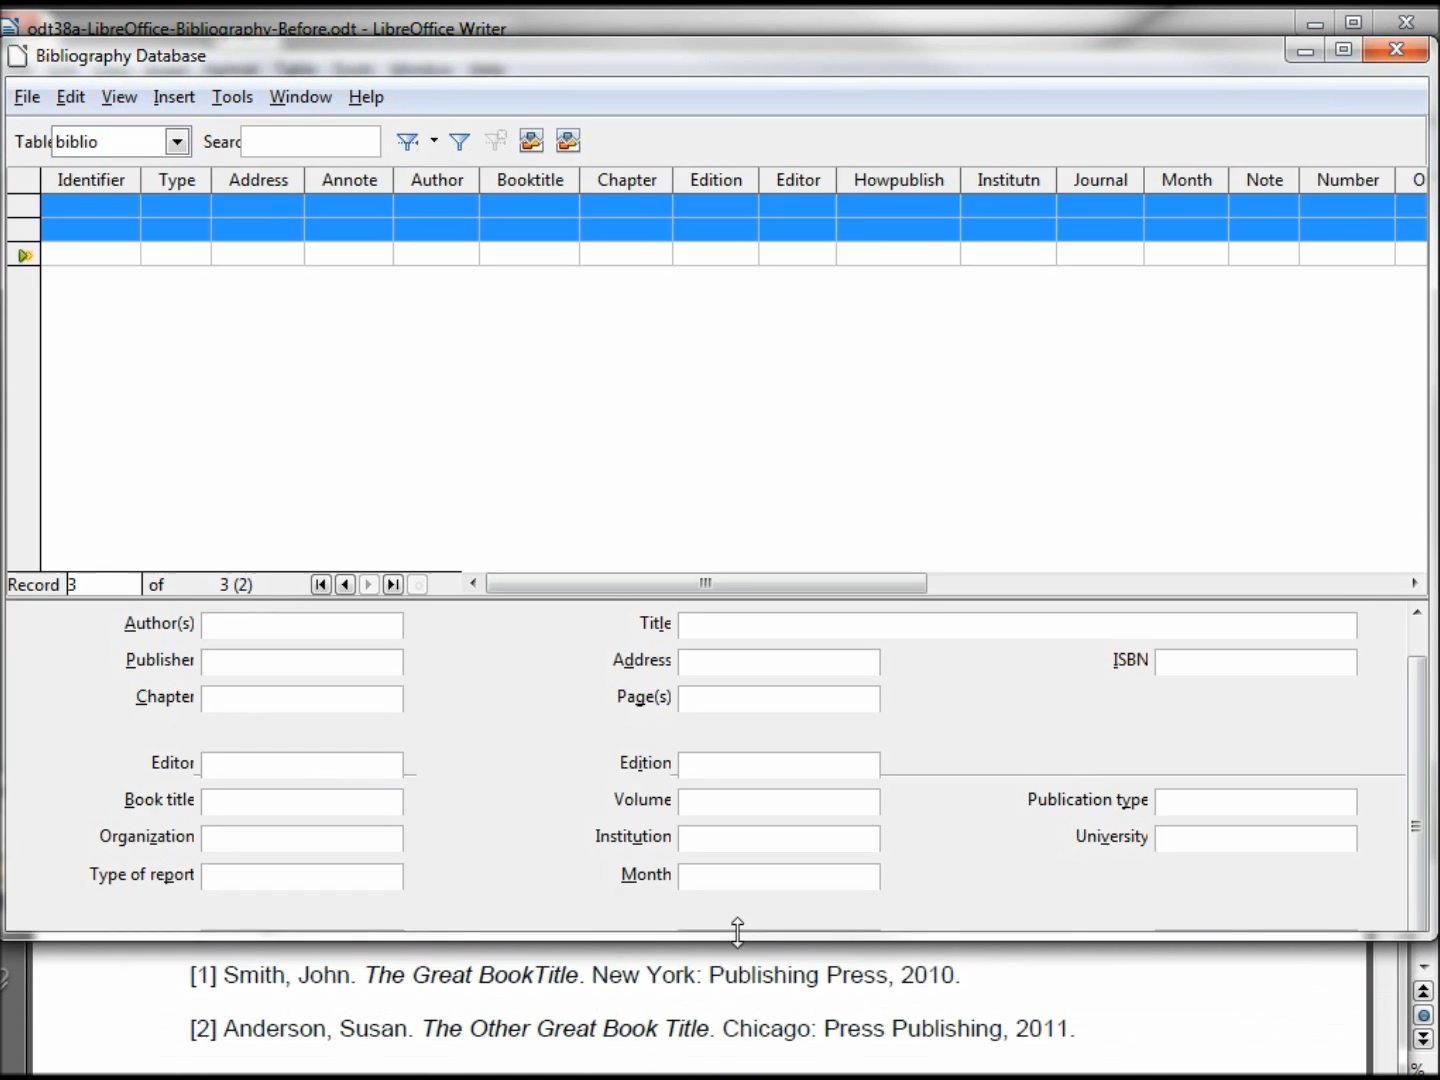 odt38a-LibreOffice-Bibliography-Before.odt - LibreOffice Writer
Bibliography Database
File Edit View Insert Tools Window Help
Table biblio Searc
Identifier Type Address Annote Author Booktitle Chapter Edition Editor Howpublish Institutn Journal Month Note Number O
Record 3 of 3 (2)
Author(s) Title
Publisher Address ISBN
Chapter Page(s)
Editor Edition
Book title Volume Publication type
Organization Institution University
Type of report Month
[1] Smith, John. The Great BookTitle. New York: Publishing Press, 2010.
[2] Anderson, Susan. The Other Great Book Title. Chicago: Press Publishing, 2011.
%